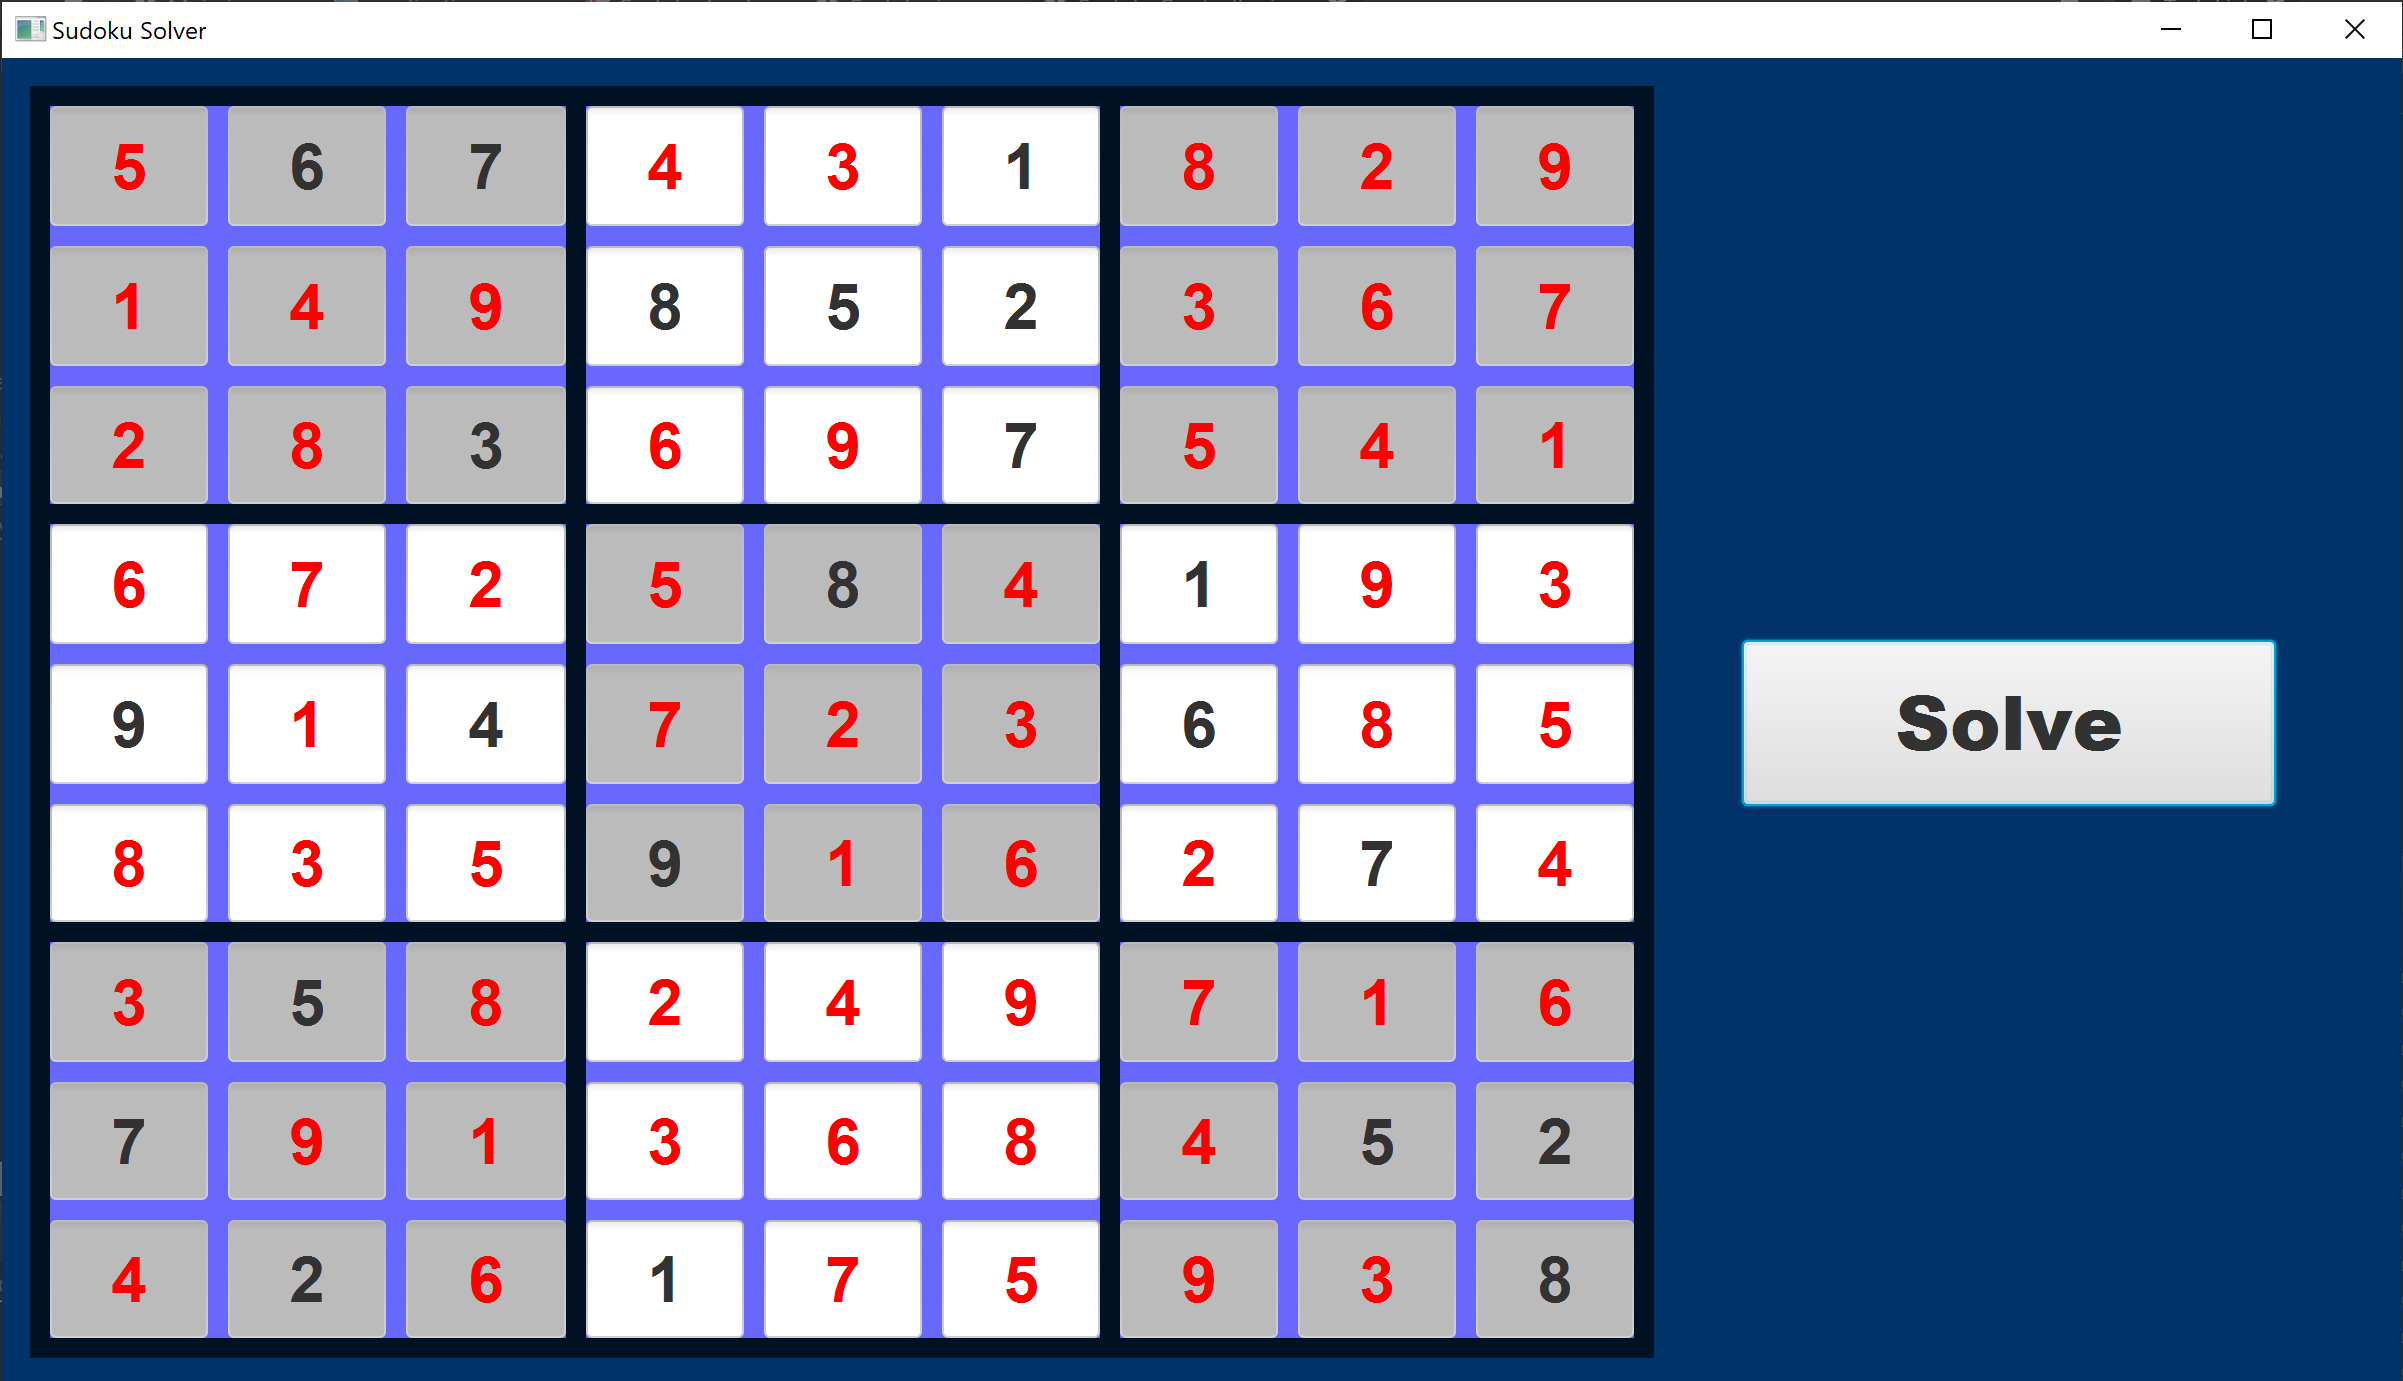 Sudoku Solver
5 6 7 4 3 1 8 2 9
1 4 9 8 5 2 3 6 7
2 8 3 6 9 7 5 4 1
6 7 2 5 8 4 1 9 3
9 1 4 7 2 3 6 8 5
Solve
8 3 5 9 1 6 2 7 4
3 5 8 2 4 9 7 1 6
7 9 1 3 6 8 4 5 2
4 2 6 1 7 5 9 3 8